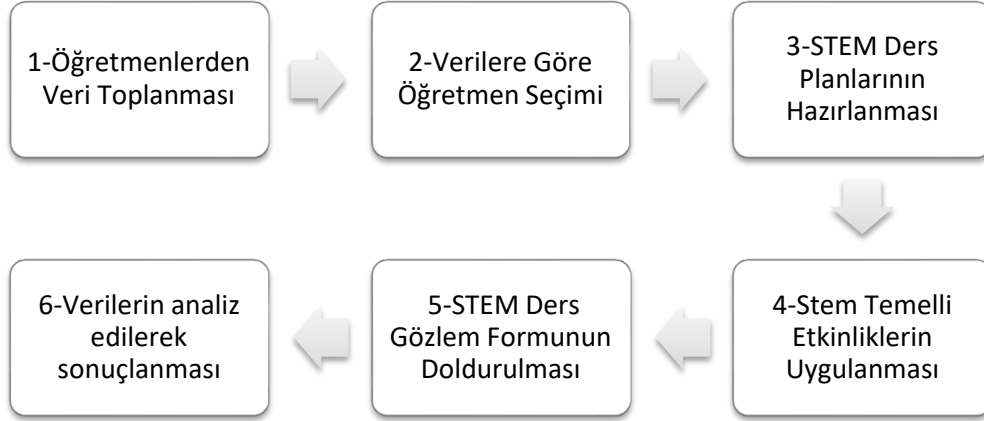 1-Öğretmenlerden
Veri Toplanması
2-Verilere Göre
Öğretmen Seçimi
3-STEM Ders
Planlarının
Hazırlanması
4-Stem Temelli
Etkinliklerin
Uygulanması
5-STEM Ders
Gözlem Formunun
Doldurulması
6-Verilerin analiz
edilerek
sonuçlanması